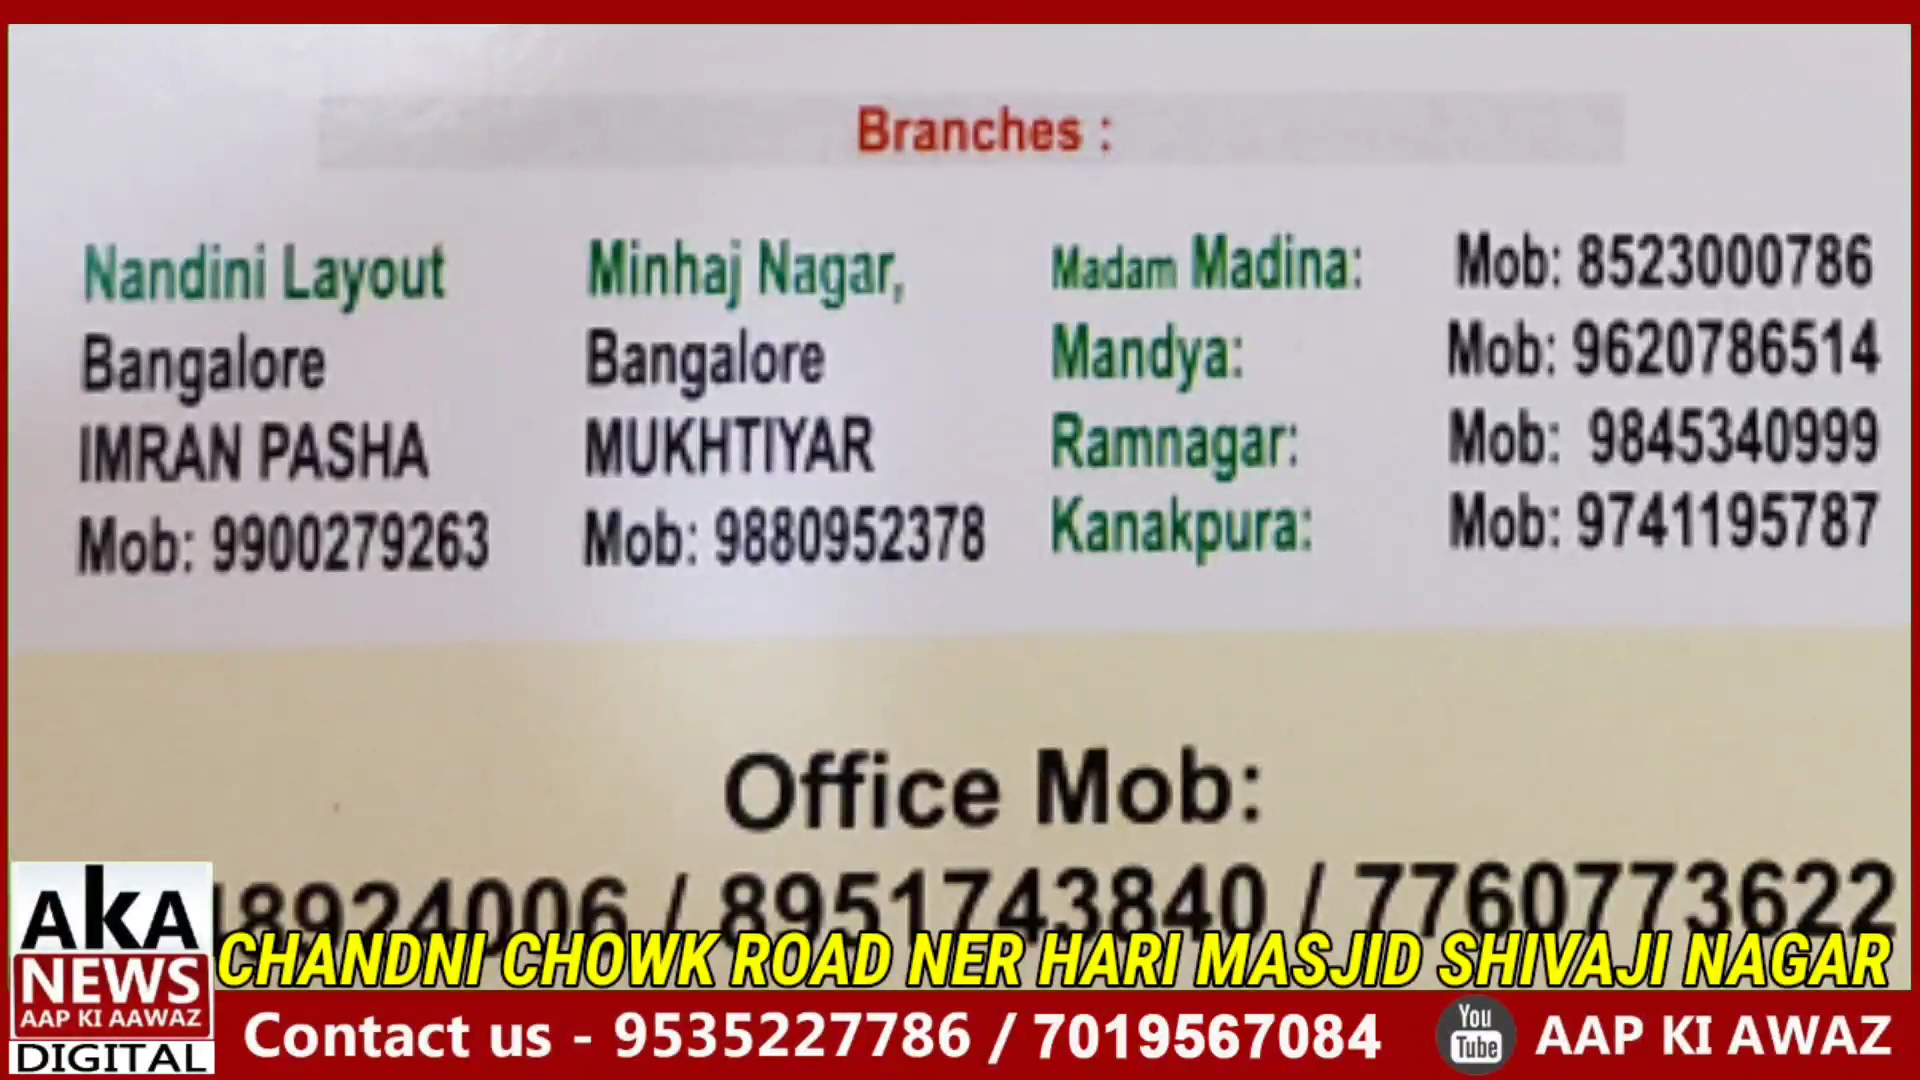 Branches :
Nandini Layout
Bangalore
IMRAN PASHA
Mob: 9900279263
Minhaj Nagar,
Bangalore
MUKHTIYAR
Mob: 9880952378
Madam Madina: Mob: 8523000786
Mandya: Mob: 9620786514
Ramnagar: Mob: 9845340999
Kanakpura: Mob: 9741195787
Office Mob:
/ 8951743840 / 7760773622
CHANDNI CHOWK ROAD NER HARI MASJID SHIVAJI NAGAR
AKA
NEWS
AAP KI AAWAZ
DIGITAL
Contact us - 9535227786 / 7019567084
You
Tube
AAP KI AWAZ